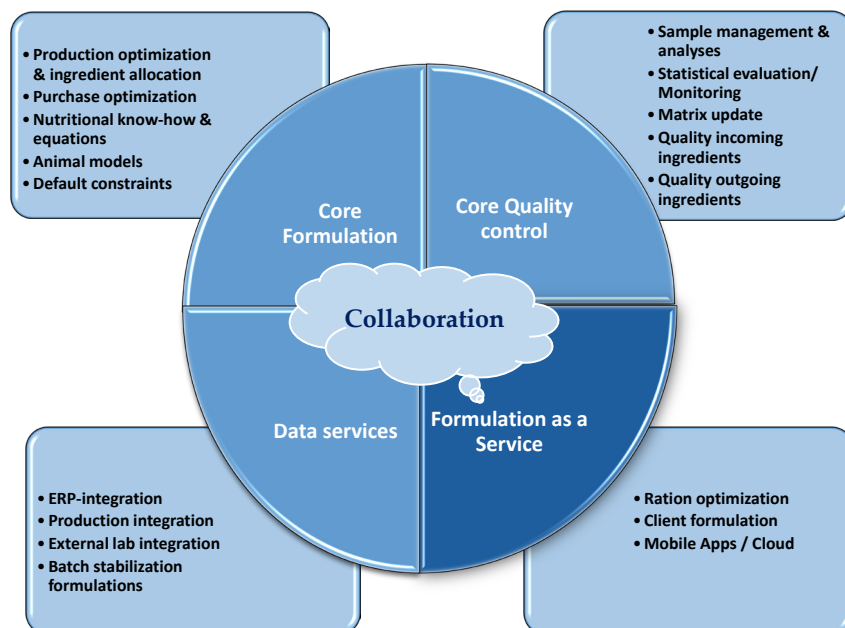 • Production optimization
& ingredient allocation
• Purchase optimization
• Nutritional know-how &
equations
• Animal models
• Default constraints
• Sample management &
analyses
• Statistical evaluation/
Monitoring
• Matrix update
• Quality incoming
ingredients
• Quality outgoing
ingredients
Core
Formulation
Core Quality
control
Collaboration
Data services
Formulation as a
Service
• ERP-integration
• Production integration
• External lab integration
• Batch stabilization
formulations
• Ration optimization
• Client formulation
• Mobile Apps / Cloud